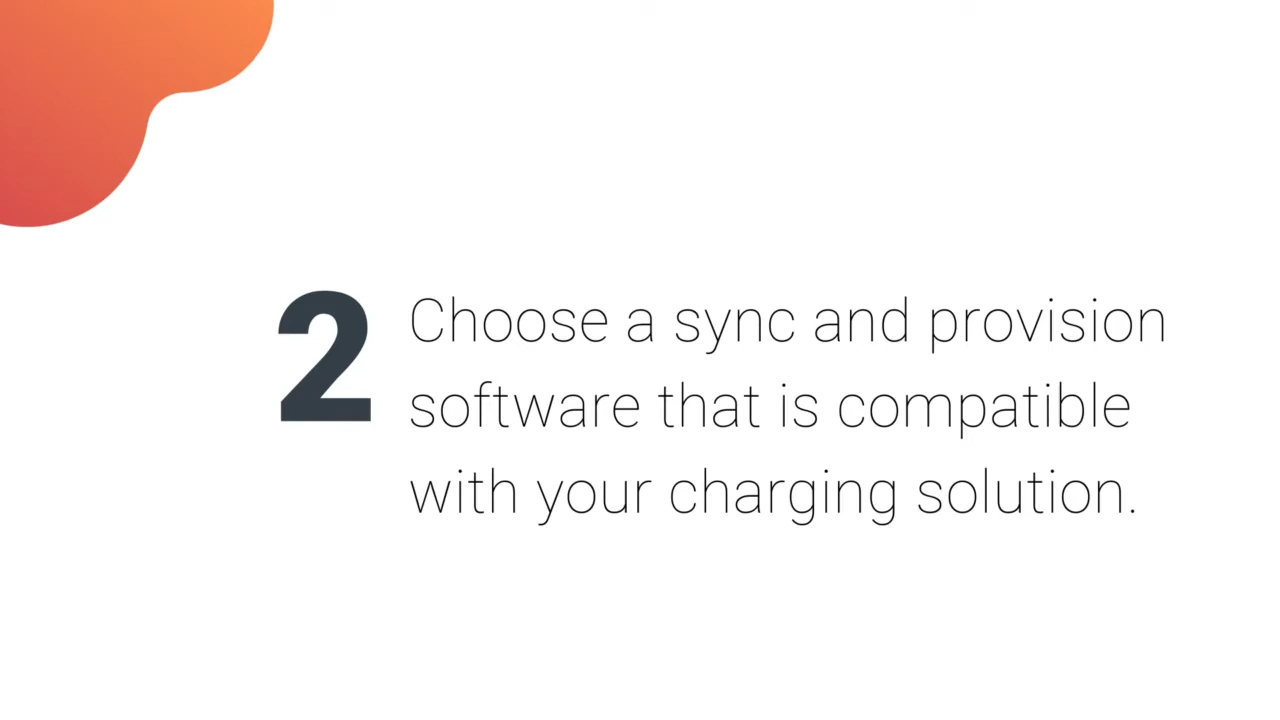 2 Choose a sync and provision
software that is compatible
with your charging solution.